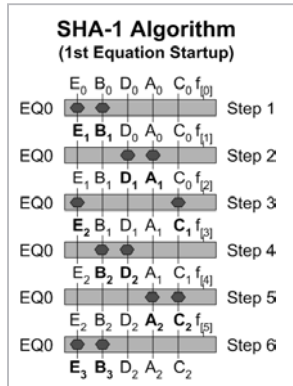 SHA-1 Algorithm
(1st Equation Startup)
E0 B0 D0 A0 C0 f[0]
EQ0 Step 1
E1 B1 D0 A0 C0 f[1]
EQ0 Step 2
E1 B1 D1 A1 C0 f[2]
EQ0 Step 3
E2 B1 D1 A1 C1 f[3]
EQ0 Step 4
E2 B2 D2 A1 C1 f[4]
EQ0 Step 5
E2 B2 D2 A2 C2 f[5]
EQ0 Step 6
E3 B3 D2 A2 C2